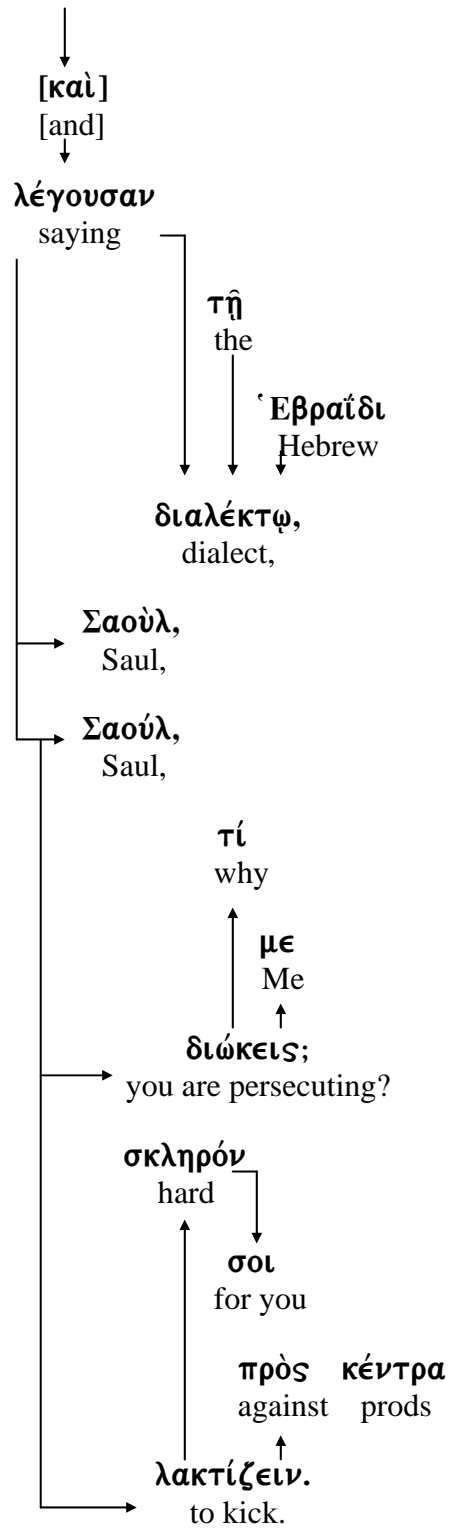 [καὶ]
[and]
λέγουσαν
saying
τῇ
the
Ἑβραΐδι
Hebrew
διαλέκτῳ,
dialect,
Σαοὺλ,
Saul,
Σαούλ,
Saul,
τί
why
με
Me
διώκεις;
you are persecuting?
σκληρόν
hard
σοι
for you
πρὸς κέντρα
against prods
λακτίζειν.
to kick.